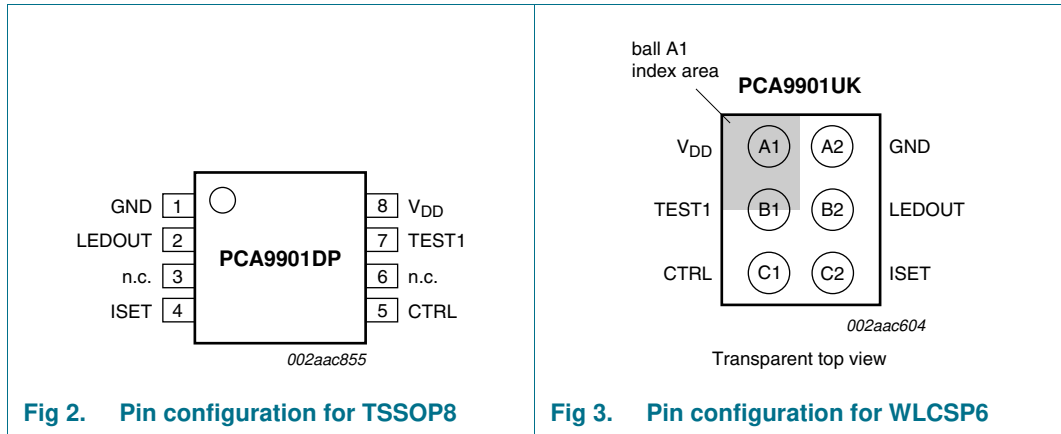 GND 1 8 VDD
LEDOUT 2 7 TEST1
n.c. 3 PCA9901DP 6 n.c.
ISET 4 5 CTRL
002aac855
Fig 2. Pin configuration for TSSOP8
ball A1
index area
PCA9901UK
VDD A1 A2 GND
TEST1 B1 B2 LEDOUT
CTRL C1 C2 ISET
002aac604
Transparent top view
Fig 3. Pin configuration for WLCSP6